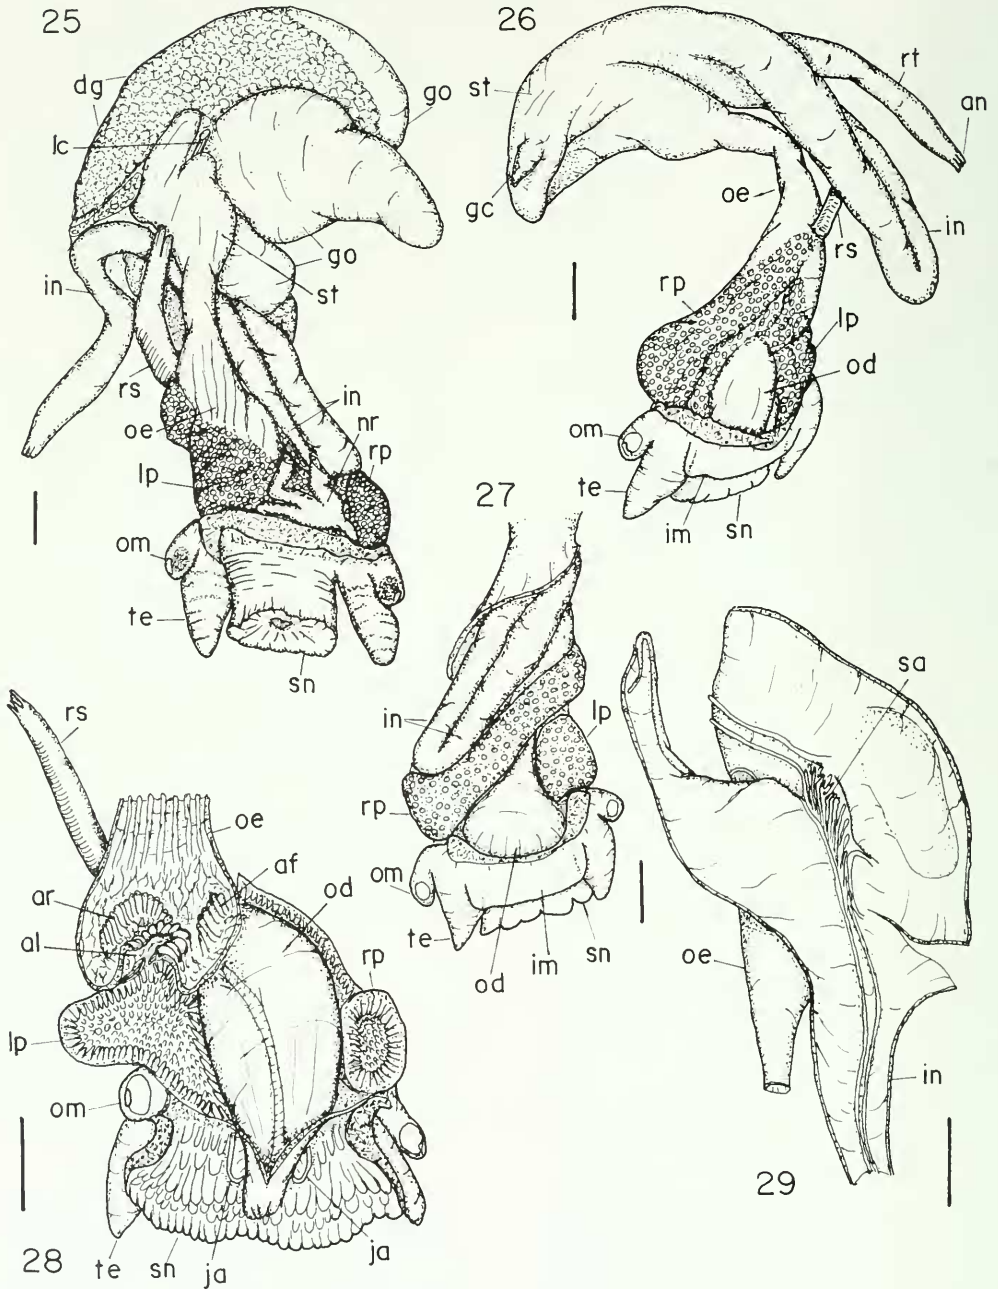 25
dg
lc
go
go
st
in
rs
oe
in
nr
rp
lp
om
te
sn
26
st
rt
an
gc
oe
in
rs
rp
lp
od
om
te
im
sn
27
in
lp
rp
om
te
od
im
sn
rs
oe
ar
af
al
od
rp
lp
om
te
sn
ja
ja
28
sa
oe
in
29